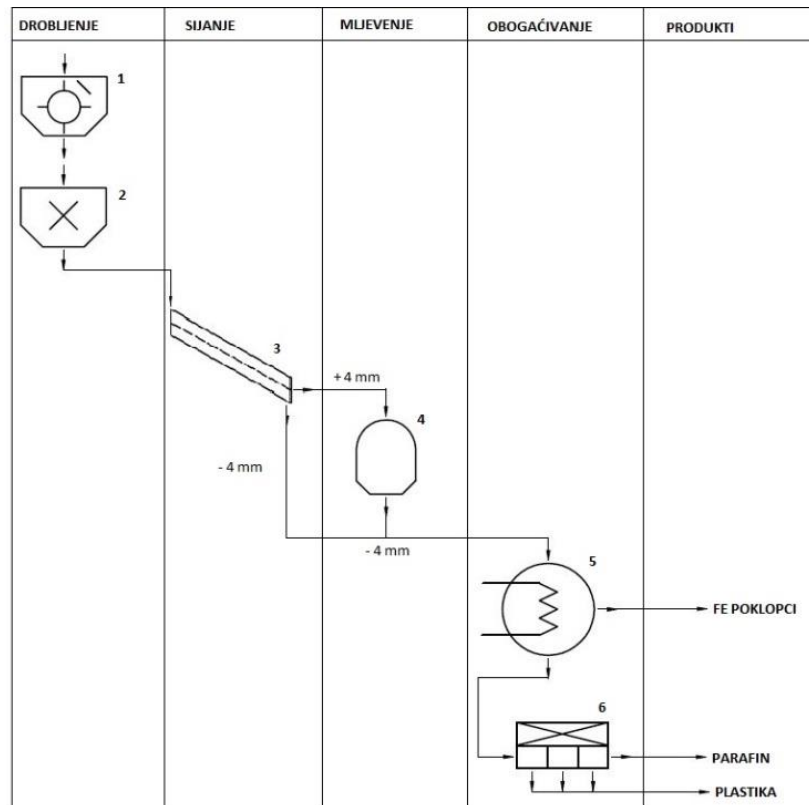 DROBLJENJE
SIJANJE
MLJEVENJE
OBOGAĆIVANJE
PRODUKTI
1
2
3
+ 4 mm
4
- 4 mm
- 4 mm
5
FE POKLOPCI
6
PARAFIN
PLASTIKA